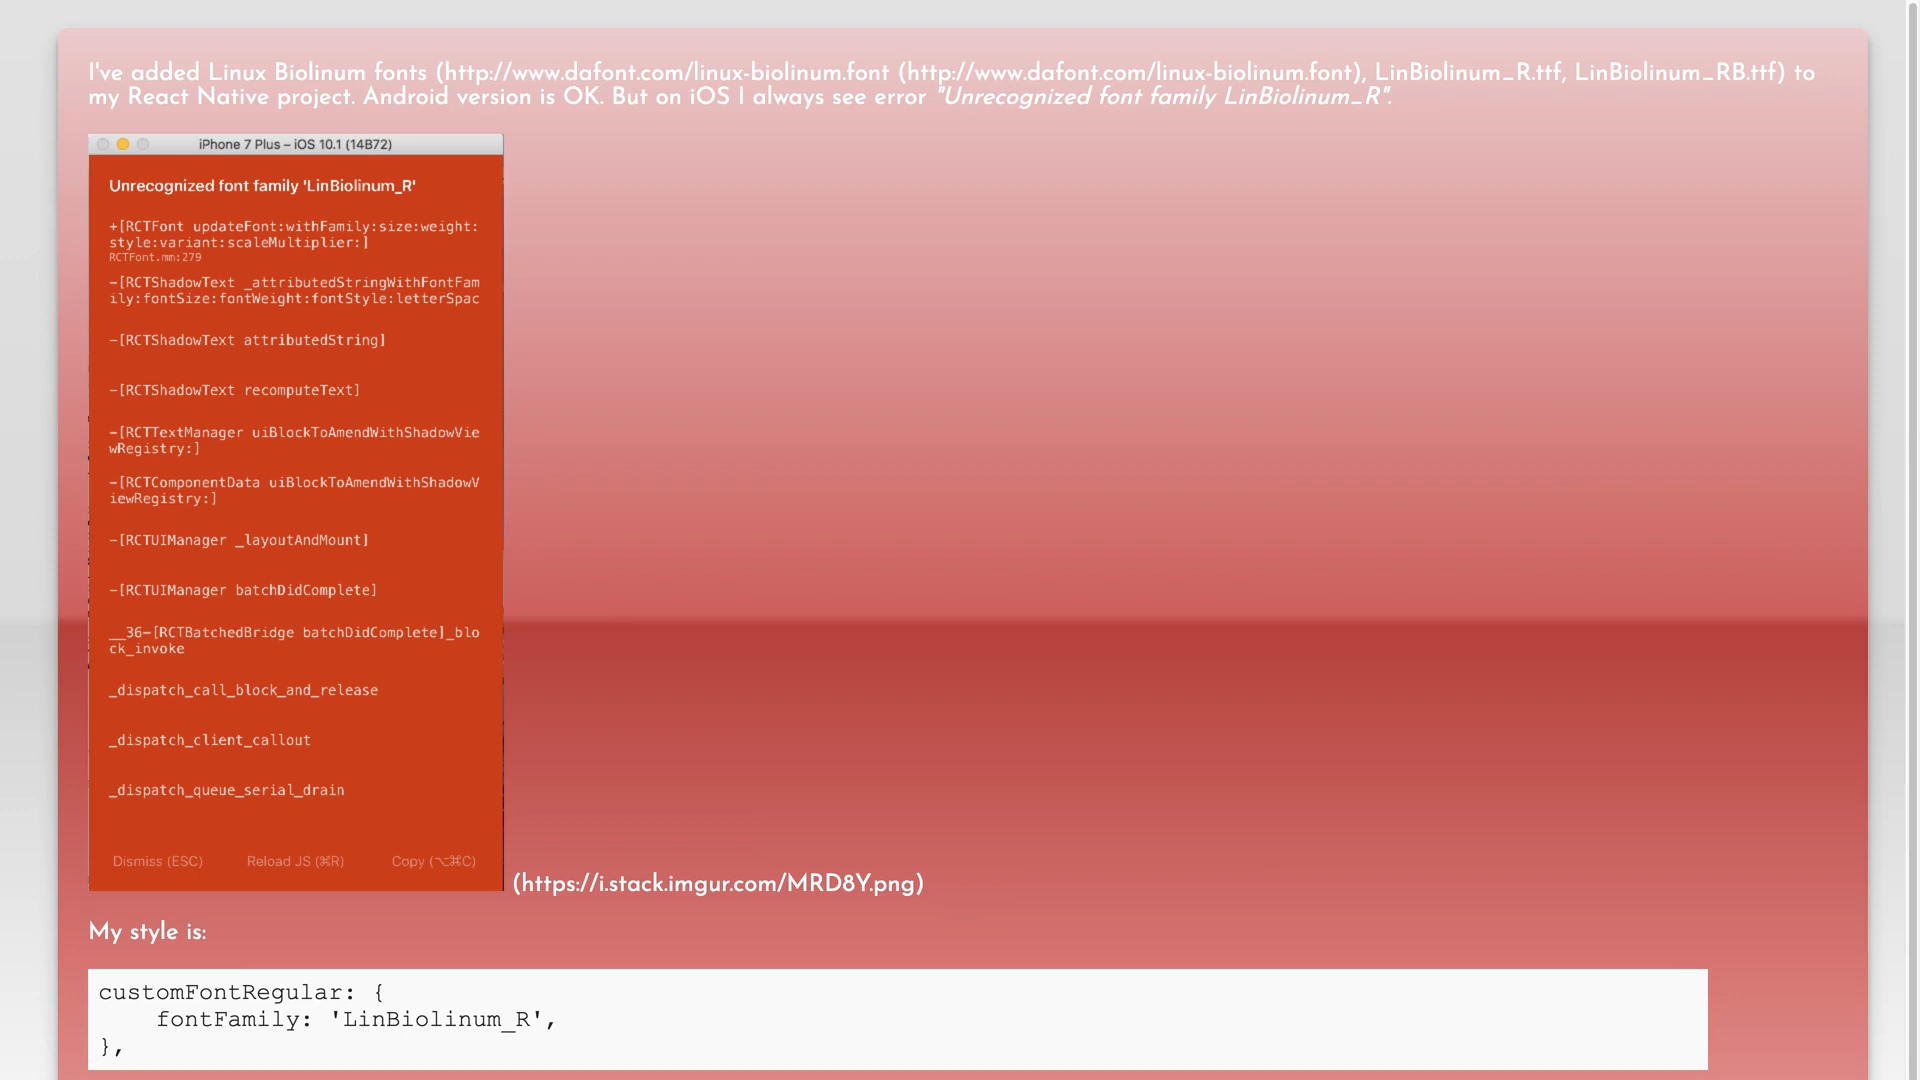 I've added Linux Biolinum fonts (http://www.dafont.com/linux-biolinum.font (http://www.dafont.com/linux-biolinum.font), LinBiolinum_R.ttf, LinBiolinum_RB.ttf) to
my React Native project. Android version is OK. But on iOS I always see error "Unrecognized font family LinBiolinum_R".
iPhone 7 Plus – iOS 10.1 (14B72)
Unrecognized font family 'LinBiolinum_R'
+[RCTFont updateFont:withFamily:size:weight:
style:variant:scaleMultiplier:]
RCTFont.mm:279
-[RCTShadowText _attributedStringWithFontFam
ily:fontSize:fontWeight:fontStyle:letterSpac
-[RCTShadowText attributedString]
-[RCTShadowText recomputeText]
-[RCTTextManager uiBlockToAmendWithShadowVie
wRegistry:]
-[RCTComponentData uiBlockToAmendWithShadowV
iewRegistry:]
-[RCTUIManager _layoutAndMount]
-[RCTUIManager batchDidComplete]
__36-[RCTBatchedBridge batchDidComplete]_blo
ck_invoke
_dispatch_call_block_and_release
_dispatch_client_callout
_dispatch_queue_serial_drain
Dismiss (ESC) Reload JS (⌘R) Copy (⌥⌘C)
(https://i.stack.imgur.com/MRD8Y.png)
My style is:
customFontRegular: {
    fontFamily: 'LinBiolinum_R',
},